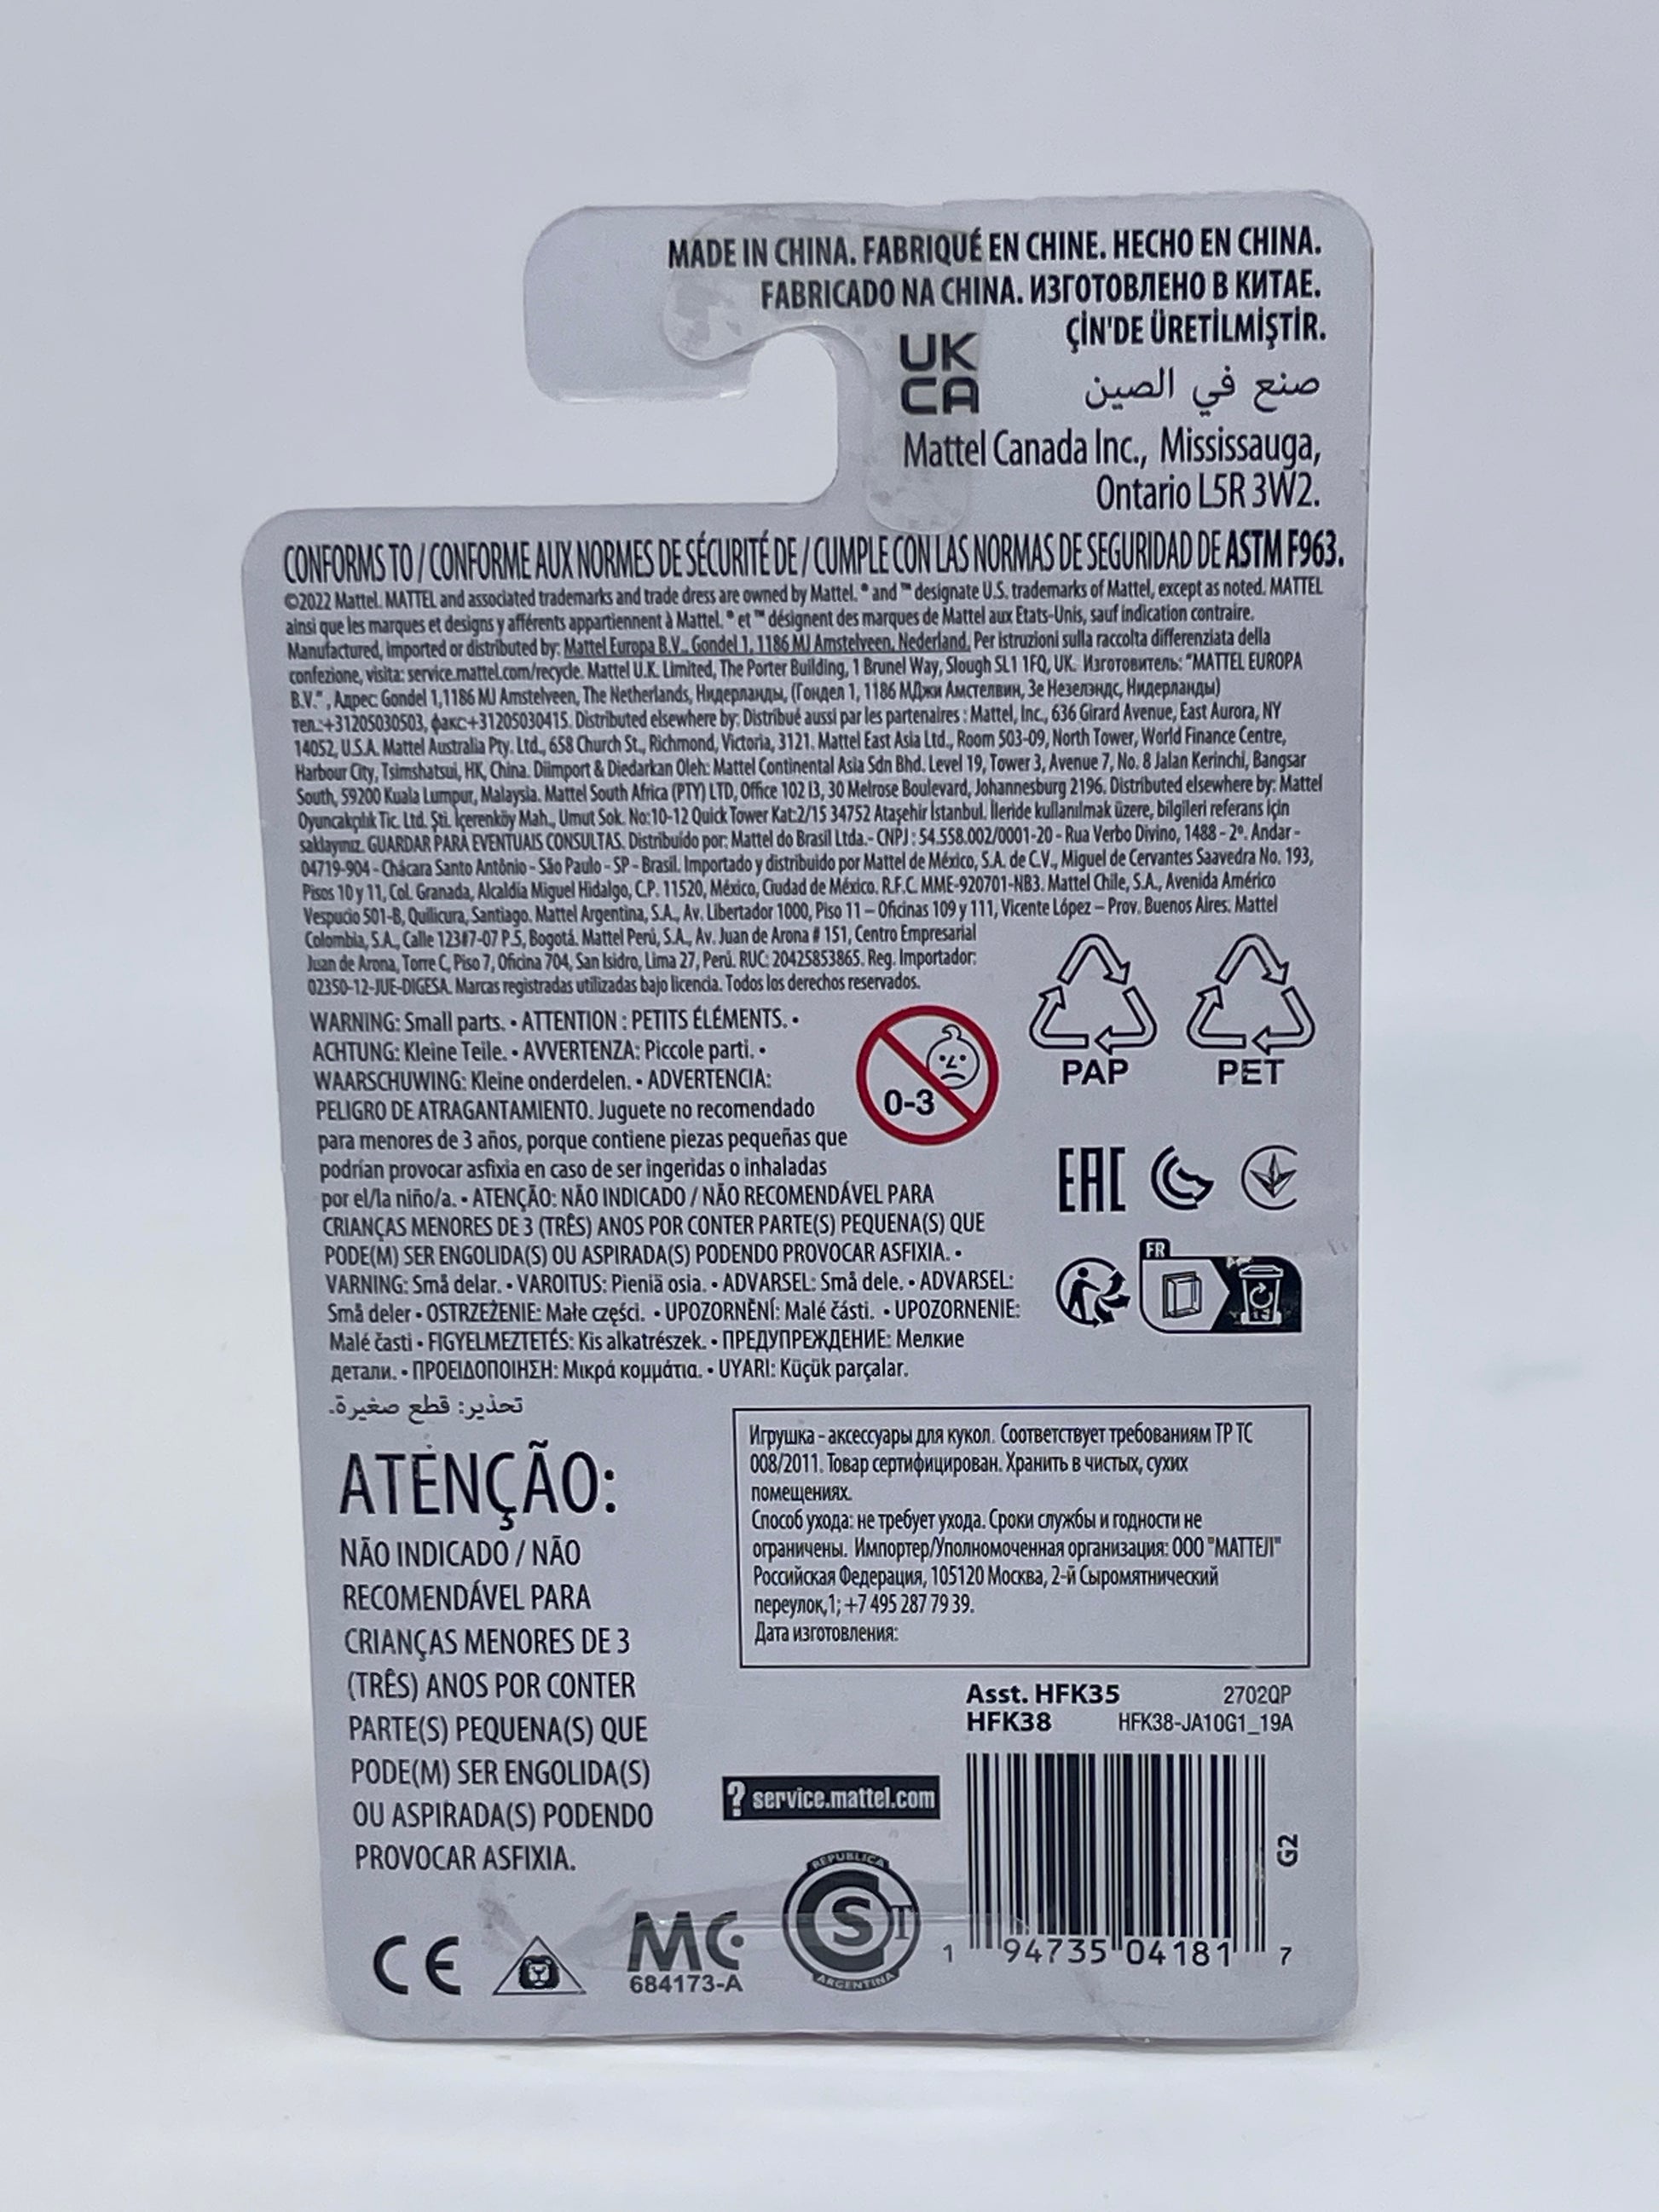 MADE IN CHINA. FABRIQUÉ EN CHINE. HECHO EN CHINA.
FABRICADO NA CHINA. ИЗГОТОВЛЕНО В КИТАЕ.
ÇİN'DE ÜRETİLMİŞTİR.
UK
CA
صنع في الصين
Mattel Canada Inc., Mississauga,
Ontario L5R 3W2.
CONFORMS TO / CONFORME AUX NORMES DE SÉCURITÉ DE / CUMPLE CON LAS NORMAS DE SEGURIDAD DE ASTM F963.
©2022 Mattel. MATTEL and associated trademarks and trade dress are owned by Mattel. ® and ™ designate U.S. trademarks of Mattel, except as noted. MATTEL
ainsi que les marques et designs y afférents appartiennent à Mattel. ® et ™ désignent des marques de Mattel aux Etats-Unis, sauf indication contraire.
Manufactured, imported or distributed by: Mattel Europa B.V., Gondel 1, 1186 MJ Amstelveen, Nederland. Per istruzioni sulla raccolta differenziata della
confezione, visita: service.mattel.com/recycle. Mattel U.K. Limited, The Porter Building, 1 Brunel Way, Slough SL1 1FQ, UK. Изготовитель: "MATTEL EUROPA
B.V.", Адрес: Gondel 1,1186 MJ Amstelveen, The Netherlands, Нидерланды, (Гондел 1, 1186 МДжи Амстелвин, Зе Незелэндс, Нидерланды)
тел.:+31205030503, факс:+31205030415. Distributed elsewhere by: Distribué aussi par les partenaires : Mattel, Inc., 636 Girard Avenue, East Aurora, NY
14052, U.S.A. Mattel Australia Pty. Ltd., 658 Church St., Richmond, Victoria, 3121. Mattel East Asia Ltd., Room 503-09, North Tower, World Finance Centre,
Harbour City, Tsimshatsui, HK, China. Diimport & Diedarkan Oleh: Mattel Continental Asia Sdn Bhd. Level 19, Tower 3, Avenue 7, No. 8 Jalan Kerinchi, Bangsar
South, 59200 Kuala Lumpur, Malaysia. Mattel South Africa (PTY) LTD, Office 102 I3, 30 Melrose Boulevard, Johannesburg 2196. Distributed elsewhere by: Mattel
Oyuncakçılık Tic. Ltd. Şti. İçerenköy Mah., Umut Sok. No:10-12 Quick Tower Kat:2/15 34752 Ataşehir İstanbul. İleride kullanılmak üzere, bilgileri referans için
saklayınız. GUARDAR PARA EVENTUAIS CONSULTAS. Distribuído por: Mattel do Brasil Ltda.- CNPJ : 54.558.002/0001-20 - Rua Verbo Divino, 1488 - 2º. Andar -
04719-904 - Chácara Santo Antônio - São Paulo - SP - Brasil. Importado y distribuido por Mattel de México, S.A. de C.V., Miguel de Cervantes Saavedra No. 193,
Pisos 10 y 11, Col. Granada, Alcaldía Miguel Hidalgo, C.P. 11520, México, Ciudad de México. R.F.C. MME-920701-NB3. Mattel Chile, S.A., Avenida Américo
Vespucio 501-B, Quilicura, Santiago. Mattel Argentina, S.A., Av. Libertador 1000, Piso 11 – Oficinas 109 y 111, Vicente López – Prov. Buenos Aires. Mattel
Colombia, S.A., Calle 123#7-07 P.5, Bogotá. Mattel Perú, S.A., Av. Juan de Arona # 151, Centro Empresarial
Juan de Arona, Torre C, Piso 7, Oficina 704, San Isidro, Lima 27, Perú. RUC: 20425853865. Reg. Importador:
02350-12-JUE-DIGESA. Marcas registradas utilizadas bajo licencia. Todos los derechos reservados.
WARNING: Small parts. • ATTENTION : PETITS ÉLÉMENTS. •
ACHTUNG: Kleine Teile. • AVVERTENZA: Piccole parti. •
WAARSCHUWING: Kleine onderdelen. • ADVERTENCIA:
PELIGRO DE ATRAGANTAMIENTO. Juguete no recomendado
para menores de 3 años, porque contiene piezas pequeñas que
podrían provocar asfixia en caso de ser ingeridas o inhaladas
por el/la niño/a. • ATENÇÃO: NÃO INDICADO / NÃO RECOMENDÁVEL PARA
CRIANÇAS MENORES DE 3 (TRÊS) ANOS POR CONTER PARTE(S) PEQUENA(S) QUE
PODE(M) SER ENGOLIDA(S) OU ASPIRADA(S) PODENDO PROVOCAR ASFIXIA. •
VARNING: Små delar. • VAROITUS: Pieniä osia. • ADVARSEL: Små dele. • ADVARSEL:
Små deler • OSTRZEŻENIE: Małe części. • UPOZORNĚNÍ: Malé části. • UPOZORNENIE:
Malé časti • FIGYELMEZTETÉS: Kis alkatrészek. • ПРЕДУПРЕЖДЕНИЕ: Мелкие
детали. • ΠΡΟΕΙΔΟΠΟΙΗΣΗ: Μικρά κομμάτια. • UYARI: Küçük parçalar.
تحذير: قطع صغيرة.
0-3
PAP
PET
EAC
FR
ATENÇÃO:
NÃO INDICADO / NÃO
RECOMENDÁVEL PARA
CRIANÇAS MENORES DE 3
(TRÊS) ANOS POR CONTER
PARTE(S) PEQUENA(S) QUE
PODE(M) SER ENGOLIDA(S)
OU ASPIRADA(S) PODENDO
PROVOCAR ASFIXIA.
Игрушка - аксессуары для кукол. Соответствует требованиям ТР ТС
008/2011. Товар сертифицирован. Хранить в чистых, сухих
помещениях.
Способ ухода: не требует ухода. Сроки службы и годности не
ограничены. Импортер/Уполномоченная организация: ООО "МАТТЕЛ"
Российская Федерация, 105120 Москва, 2-й Сыромятнический
переулок,1; +7 495 287 79 39.
Дата изготовления:
Asst. HFK35 2702QP
HFK38 HFK38-JA10G1_19A
? service.mattel.com
G2
1 94735 04181 7
CE
MC
684173-A
REPUBLICA
S T
ARGENTINA